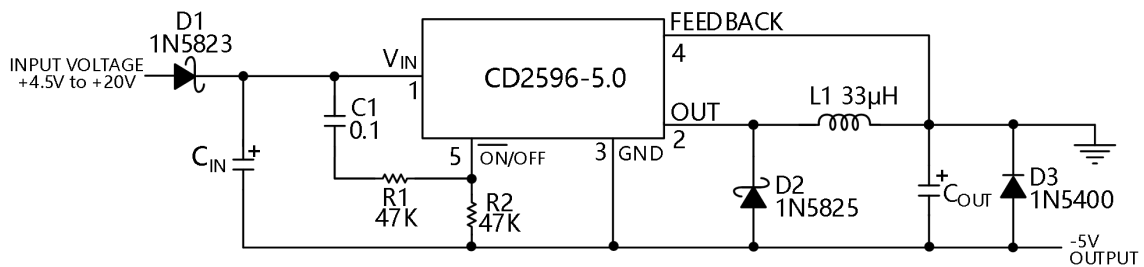 D1
1N5823
INPUT VOLTAGE
+4.5V to +20V
VIN
1
CD2596-5.0
FEEDBACK
4
OUT
2
L1 33µH
C1
0.1
CIN
+
5
ON/OFF
3
GND
R1
47K
R2
47K
D2
1N5825
+
COUT
D3
1N5400
-5V
OUTPUT